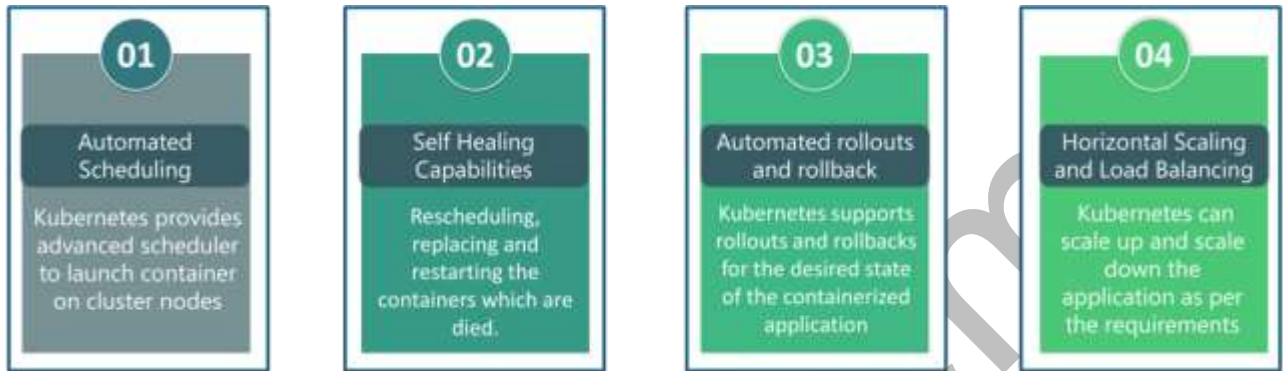 01
Automated
Scheduling
Kubernetes provides
advanced scheduler
to launch container
on cluster nodes
02
Self Healing
Capabilities
Rescheduling,
replacing and
restarting the
containers which are
died.
03
Automated rollouts
and rollback
Kubernetes supports
rollouts and rollbacks
for the desired state
of the containerized
application
04
Horizontal Scaling
and Load Balancing
Kubernetes can
scale up and scale
down the
application as per
the requirements